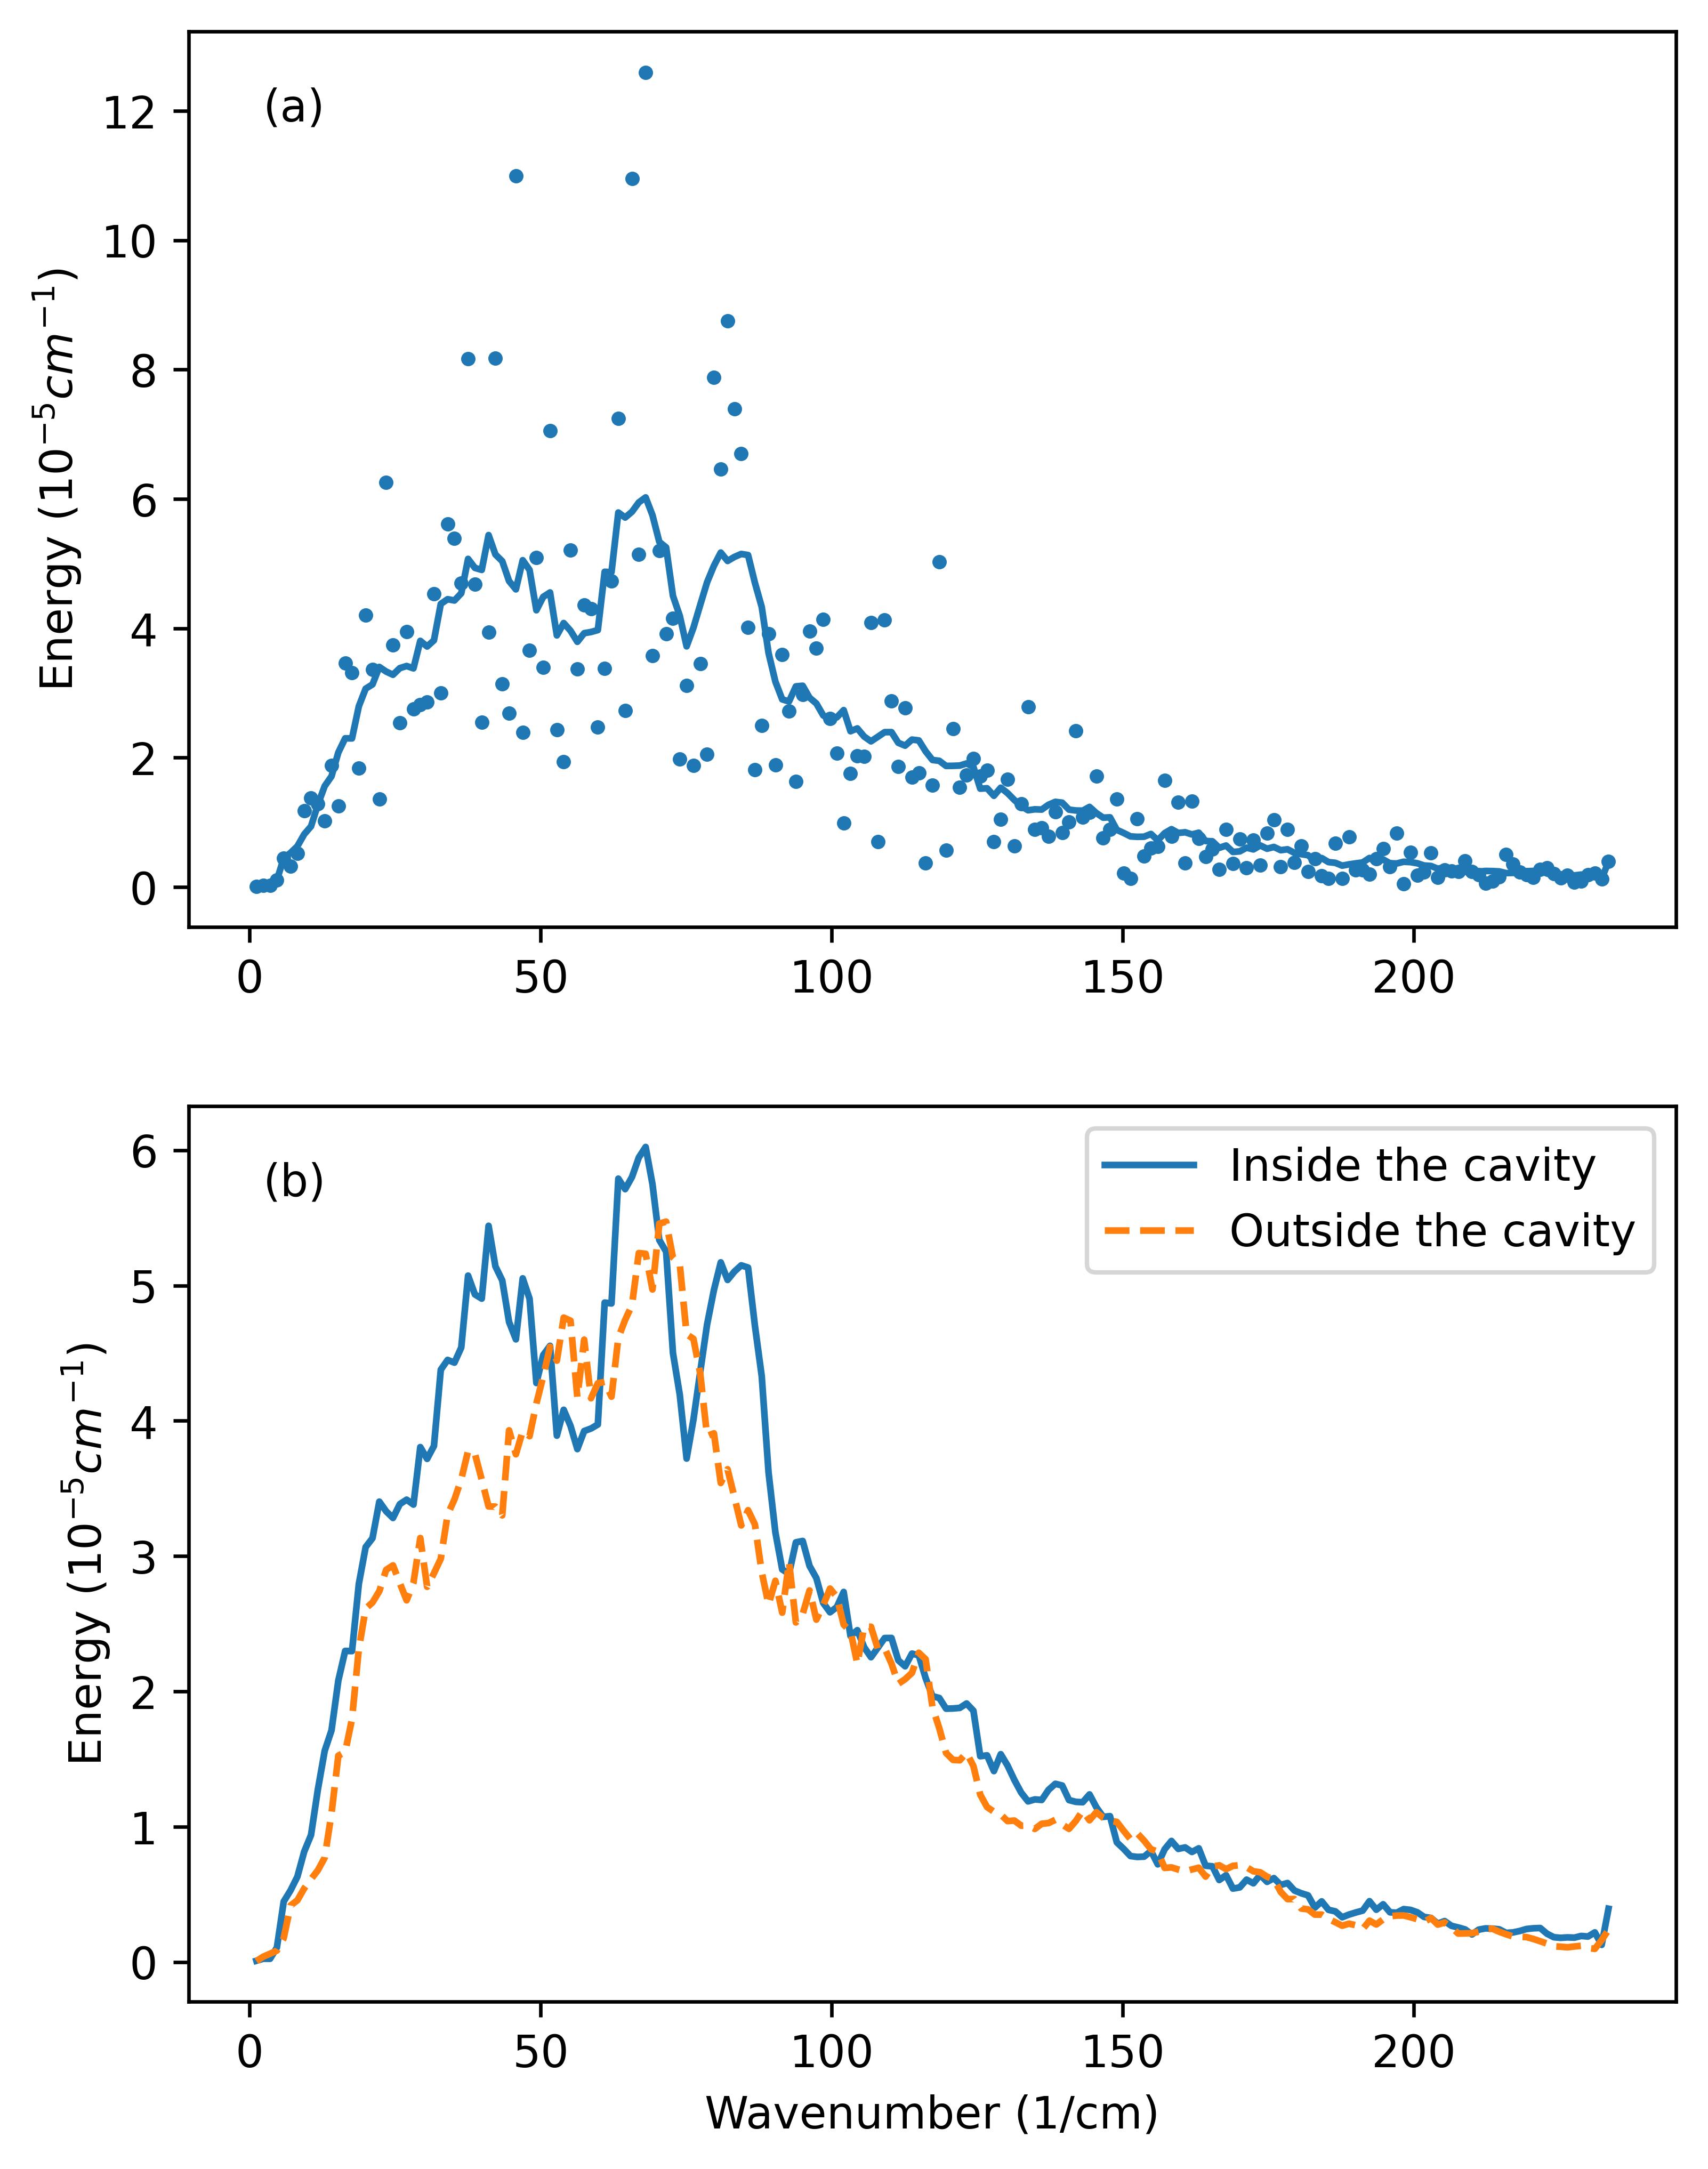 (a)
12
10
8
6
4
2
0
Energy (10⁻⁵cm⁻¹)
0 50 100 150 200
(b)
Inside the cavity
Outside the cavity
6
5
4
3
2
1
0
Energy (10⁻⁵cm⁻¹)
0 50 100 150 200
Wavenumber (1/cm)